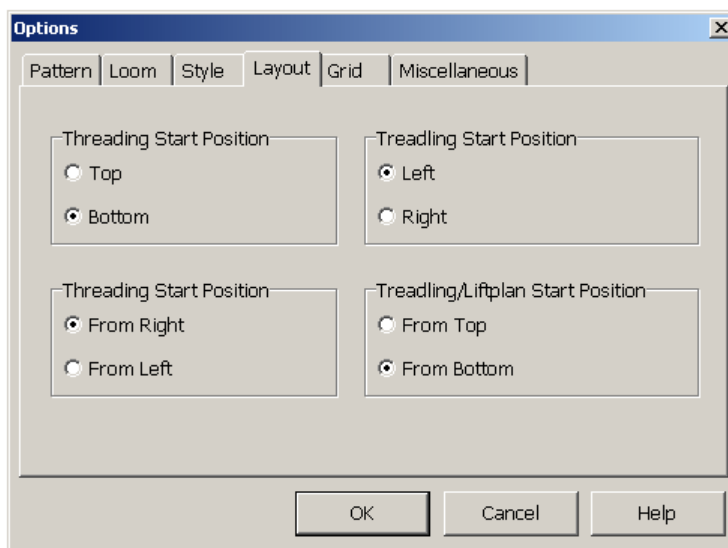 Options
Pattern Loom Style Layout Grid Miscellaneous
Threading Start Position
Top
Bottom
Treadling Start Position
Left
Right
Threading Start Position
From Right
From Left
Treadling/Liftplan Start Position
From Top
From Bottom
OK Cancel Help